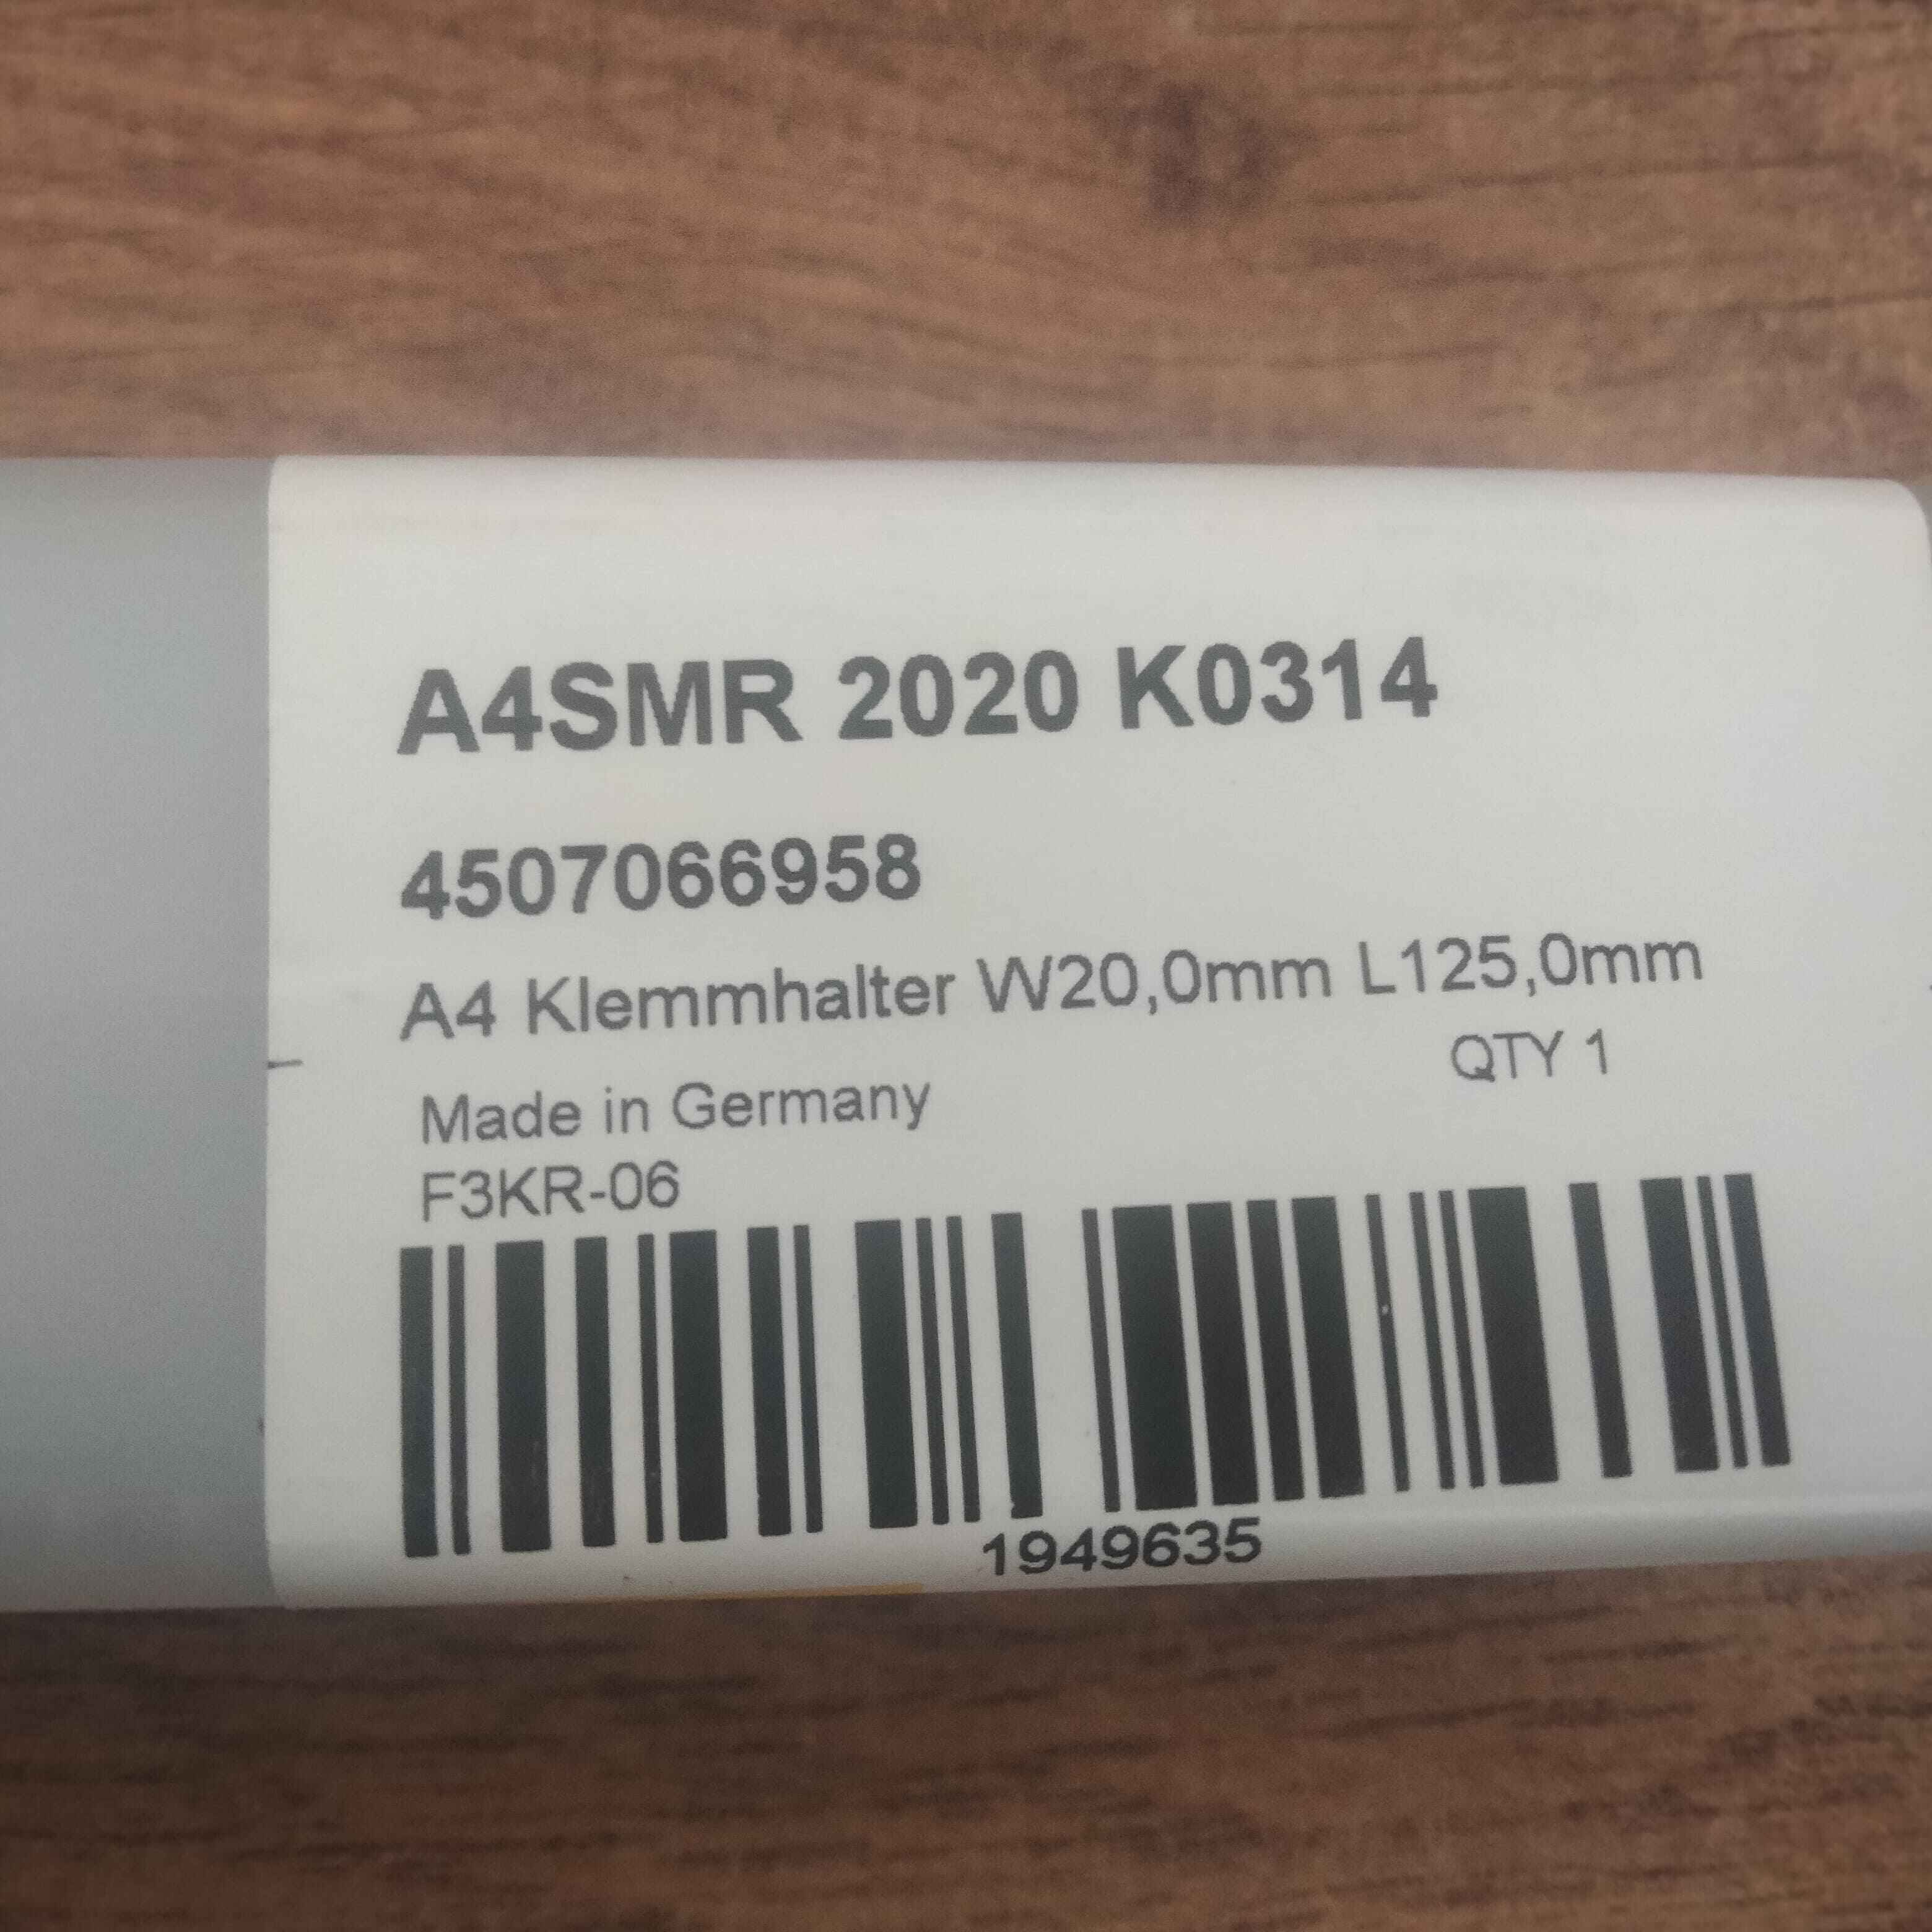 A4SMR 2020 K0314
4507066958
A4 Klemmhalter W20,0mm L125,0mm
QTY 1
Made in Germany
F3KR-06
1949635